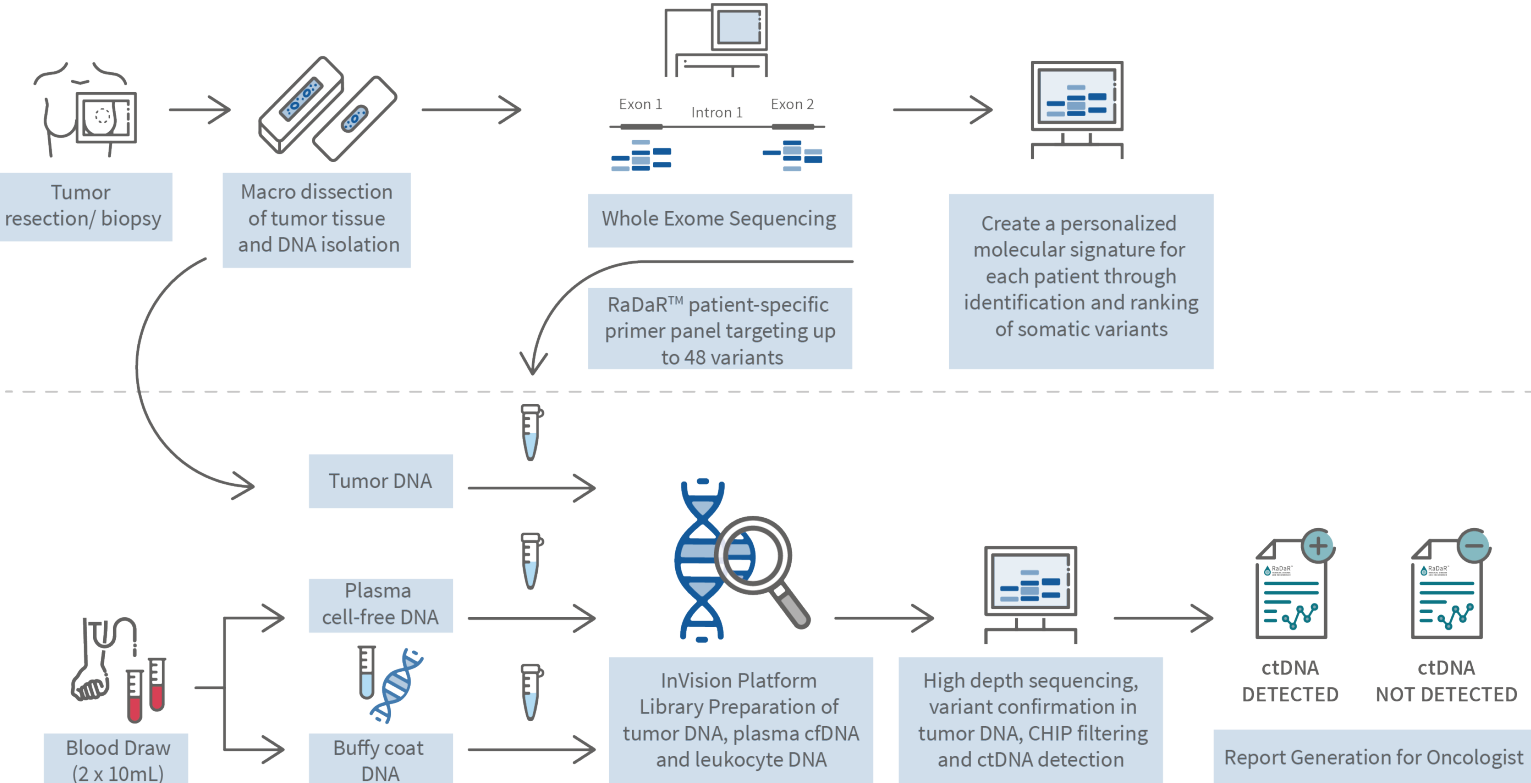 Exon 1
Intron 1
Exon 2
Tumor
resection/ biopsy
Macro dissection
of tumor tissue
and DNA isolation
Whole Exome Sequencing
Create a personalized
molecular signature for
each patient through
identification and ranking
of somatic variants
RaDaR™ patient-specific
primer panel targeting up
to 48 variants
Tumor DNA
Plasma
cell-free DNA
Blood Draw
(2 x 10mL)
Buffy coat
DNA
InVision Platform
Library Preparation of
tumor DNA, plasma cfDNA
and leukocyte DNA
High depth sequencing,
variant confirmation in
tumor DNA, CHIP filtering
and ctDNA detection
RaDaR™
RaDaR™
ctDNA
DETECTED
ctDNA
NOT DETECTED
Report Generation for Oncologist